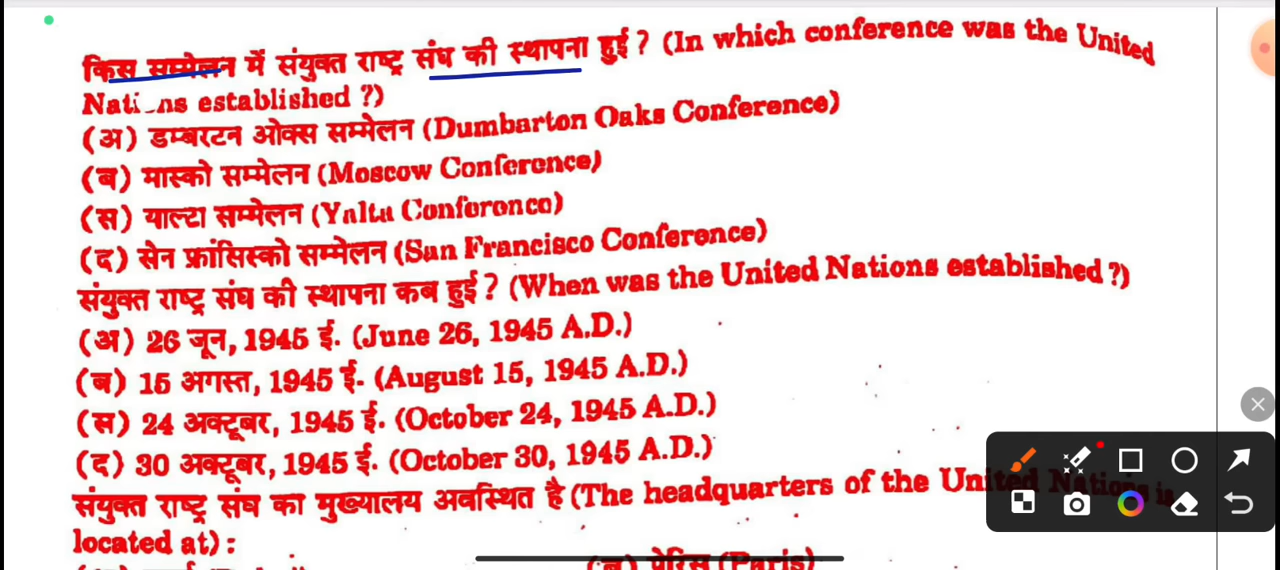 किस सम्मेलन में संयुक्त राष्ट्र संघ की स्थापना हुई ? (In which conference was the United
Nations established ?)
(अ) डम्बरटन ओक्स सम्मेलन (Dumbarton Oaks Conference)
(ब) मास्को सम्मेलन (Moscow Conference)
(स) याल्टा सम्मेलन (Yalta Conference)
(द) सेन फ्रांसिस्को सम्मेलन (San Francisco Conference)
संयुक्त राष्ट्र संघ की स्थापना कब हुई ? (When was the United Nations established ?)
(अ) 26 जून, 1945 ई. (June 26, 1945 A.D.)
(ब) 15 अगस्त, 1945 ई. (August 15, 1945 A.D.)
(स) 24 अक्टूबर, 1945 ई. (October 24, 1945 A.D.)
(द) 30 अक्टूबर, 1945 ई. (October 30, 1945 A.D.)
संयुक्त राष्ट्र संघ का मुख्यालय अवस्थित है (The headquarters of the United Nations is
located at) :
(ब) पेरिस (Paris)